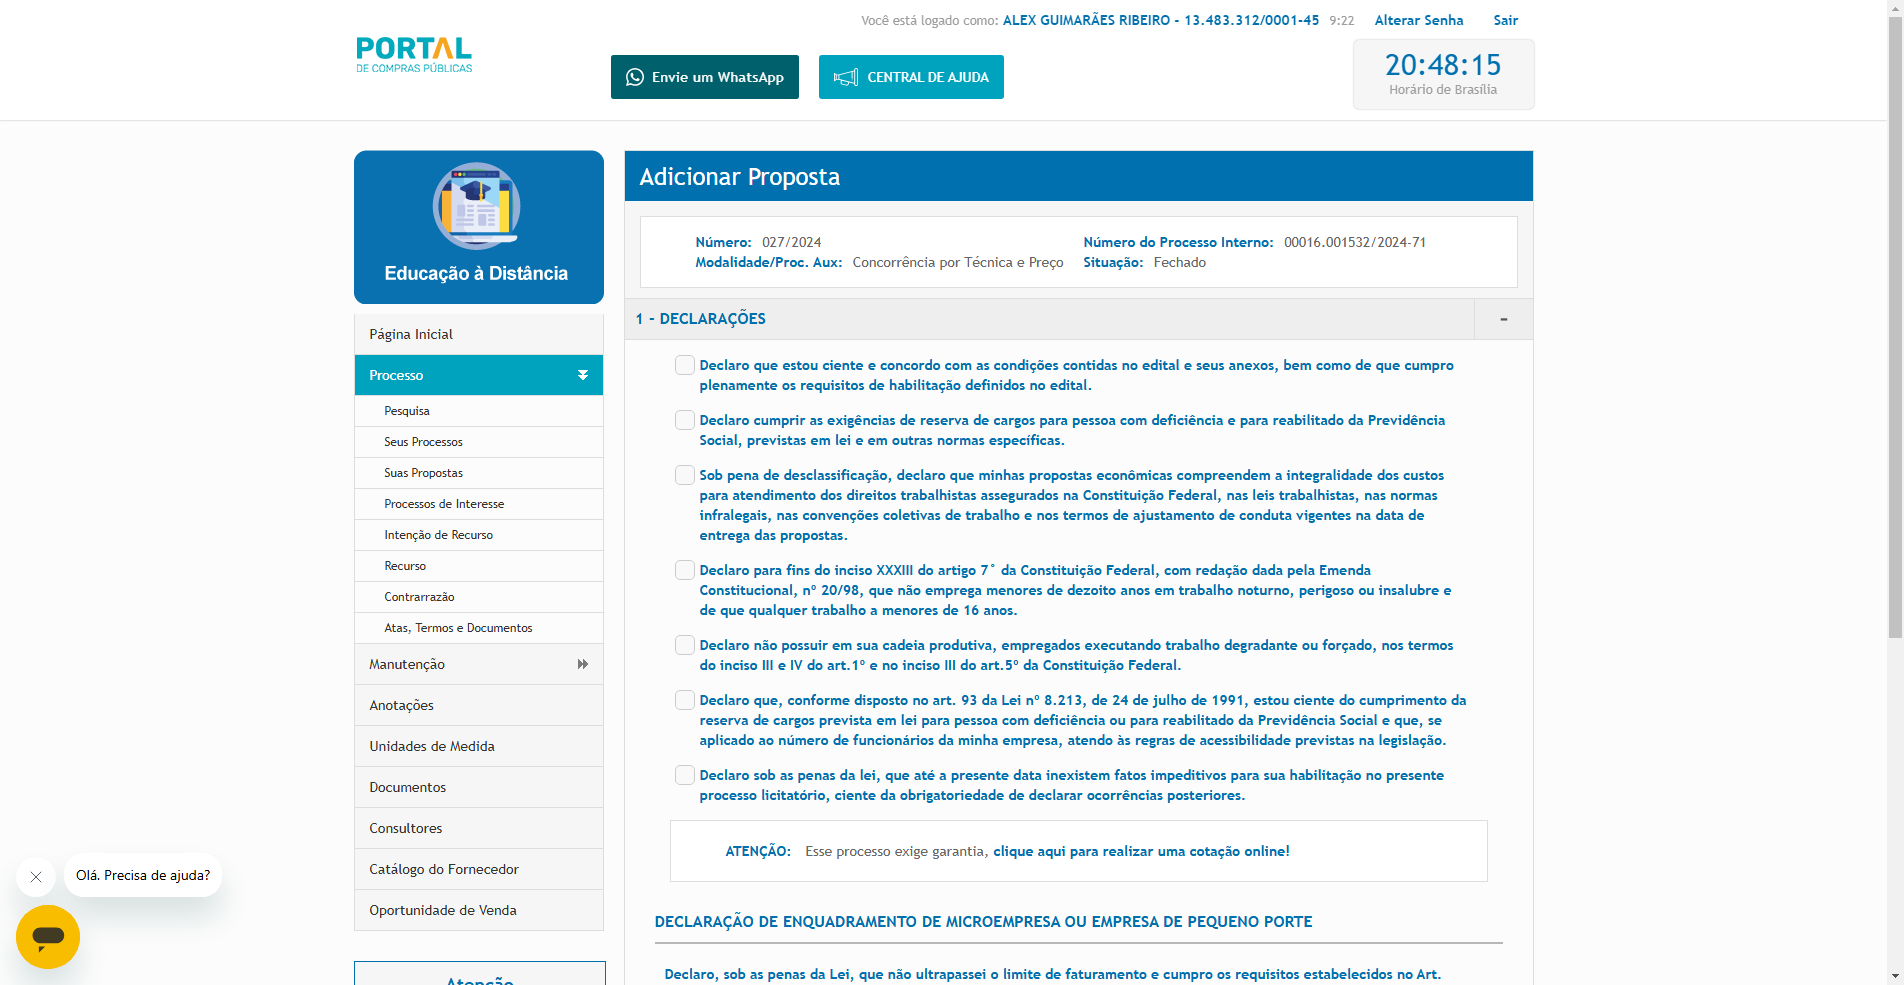 Você está logado como: ALEX GUIMARÃES RIBEIRO - 13.483.312/0001-45 9:22 Alterar Senha Sair
PORTAL
DE COMPRAS PÚBLICAS
Envie um WhatsApp
CENTRAL DE AJUDA
20:48:15
Horário de Brasília
Educação à Distância
Página Inicial
Processo
Pesquisa
Seus Processos
Suas Propostas
Processos de Interesse
Intenção de Recurso
Recurso
Contrarrazão
Atas, Termos e Documentos
Manutenção
Anotações
Unidades de Medida
Documentos
Consultores
Catálogo do Fornecedor
Oportunidade de Venda
Atenção
Adicionar Proposta
Número: 027/2024
Número do Processo Interno: 00016.001532/2024-71
Modalidade/Proc. Aux: Concorrência por Técnica e Preço
Situação: Fechado
1 - DECLARAÇÕES -
Declaro que estou ciente e concordo com as condições contidas no edital e seus anexos, bem como de que cumpro
plenamente os requisitos de habilitação definidos no edital.
Declaro cumprir as exigências de reserva de cargos para pessoa com deficiência e para reabilitado da Previdência
Social, previstas em lei e em outras normas específicas.
Sob pena de desclassificação, declaro que minhas propostas econômicas compreendem a integralidade dos custos
para atendimento dos direitos trabalhistas assegurados na Constituição Federal, nas leis trabalhistas, nas normas
infralegais, nas convenções coletivas de trabalho e nos termos de ajustamento de conduta vigentes na data de
entrega das propostas.
Declaro para fins do inciso XXXIII do artigo 7° da Constituição Federal, com redação dada pela Emenda
Constitucional, nº 20/98, que não emprega menores de dezoito anos em trabalho noturno, perigoso ou insalubre e
de que qualquer trabalho a menores de 16 anos.
Declaro não possuir em sua cadeia produtiva, empregados executando trabalho degradante ou forçado, nos termos
do inciso III e IV do art.1º e no inciso III do art.5º da Constituição Federal.
Declaro que, conforme disposto no art. 93 da Lei nº 8.213, de 24 de julho de 1991, estou ciente do cumprimento da
reserva de cargos prevista em lei para pessoa com deficiência ou para reabilitado da Previdência Social e que, se
aplicado ao número de funcionários da minha empresa, atendo às regras de acessibilidade previstas na legislação.
Declaro sob as penas da lei, que até a presente data inexistem fatos impeditivos para sua habilitação no presente
processo licitatório, ciente da obrigatoriedade de declarar ocorrências posteriores.
ATENÇÃO: Esse processo exige garantia, clique aqui para realizar uma cotação online!
DECLARAÇÃO DE ENQUADRAMENTO DE MICROEMPRESA OU EMPRESA DE PEQUENO PORTE
Declaro, sob as penas da Lei, que não ultrapassei o limite de faturamento e cumpro os requisitos estabelecidos no Art.
Olá. Precisa de ajuda?